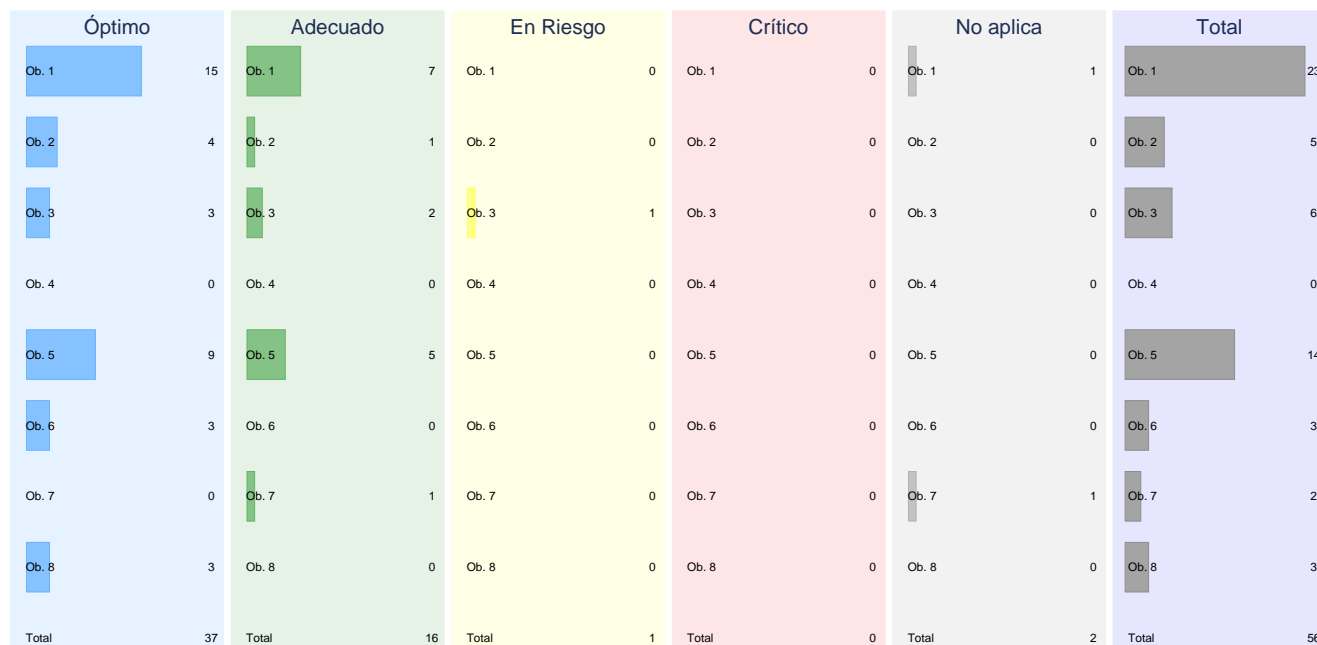 Óptimo Adecuado En Riesgo Crítico No aplica Total
Ob. 1 15 Ob. 1 7 Ob. 1 0 Ob. 1 0 Ob. 1 1 Ob. 1 23
Ob. 2 4 Ob. 2 1 Ob. 2 0 Ob. 2 0 Ob. 2 0 Ob. 2 5
Ob. 3 3 Ob. 3 2 Ob. 3 1 Ob. 3 0 Ob. 3 0 Ob. 3 6
Ob. 4 0 Ob. 4 0 Ob. 4 0 Ob. 4 0 Ob. 4 0 Ob. 4 0
Ob. 5 9 Ob. 5 5 Ob. 5 0 Ob. 5 0 Ob. 5 0 Ob. 5 14
Ob. 6 3 Ob. 6 0 Ob. 6 0 Ob. 6 0 Ob. 6 0 Ob. 6 3
Ob. 7 0 Ob. 7 1 Ob. 7 0 Ob. 7 0 Ob. 7 1 Ob. 7 2
Ob. 8 3 Ob. 8 0 Ob. 8 0 Ob. 8 0 Ob. 8 0 Ob. 8 3
Total 37 Total 16 Total 1 Total 0 Total 2 Total 56